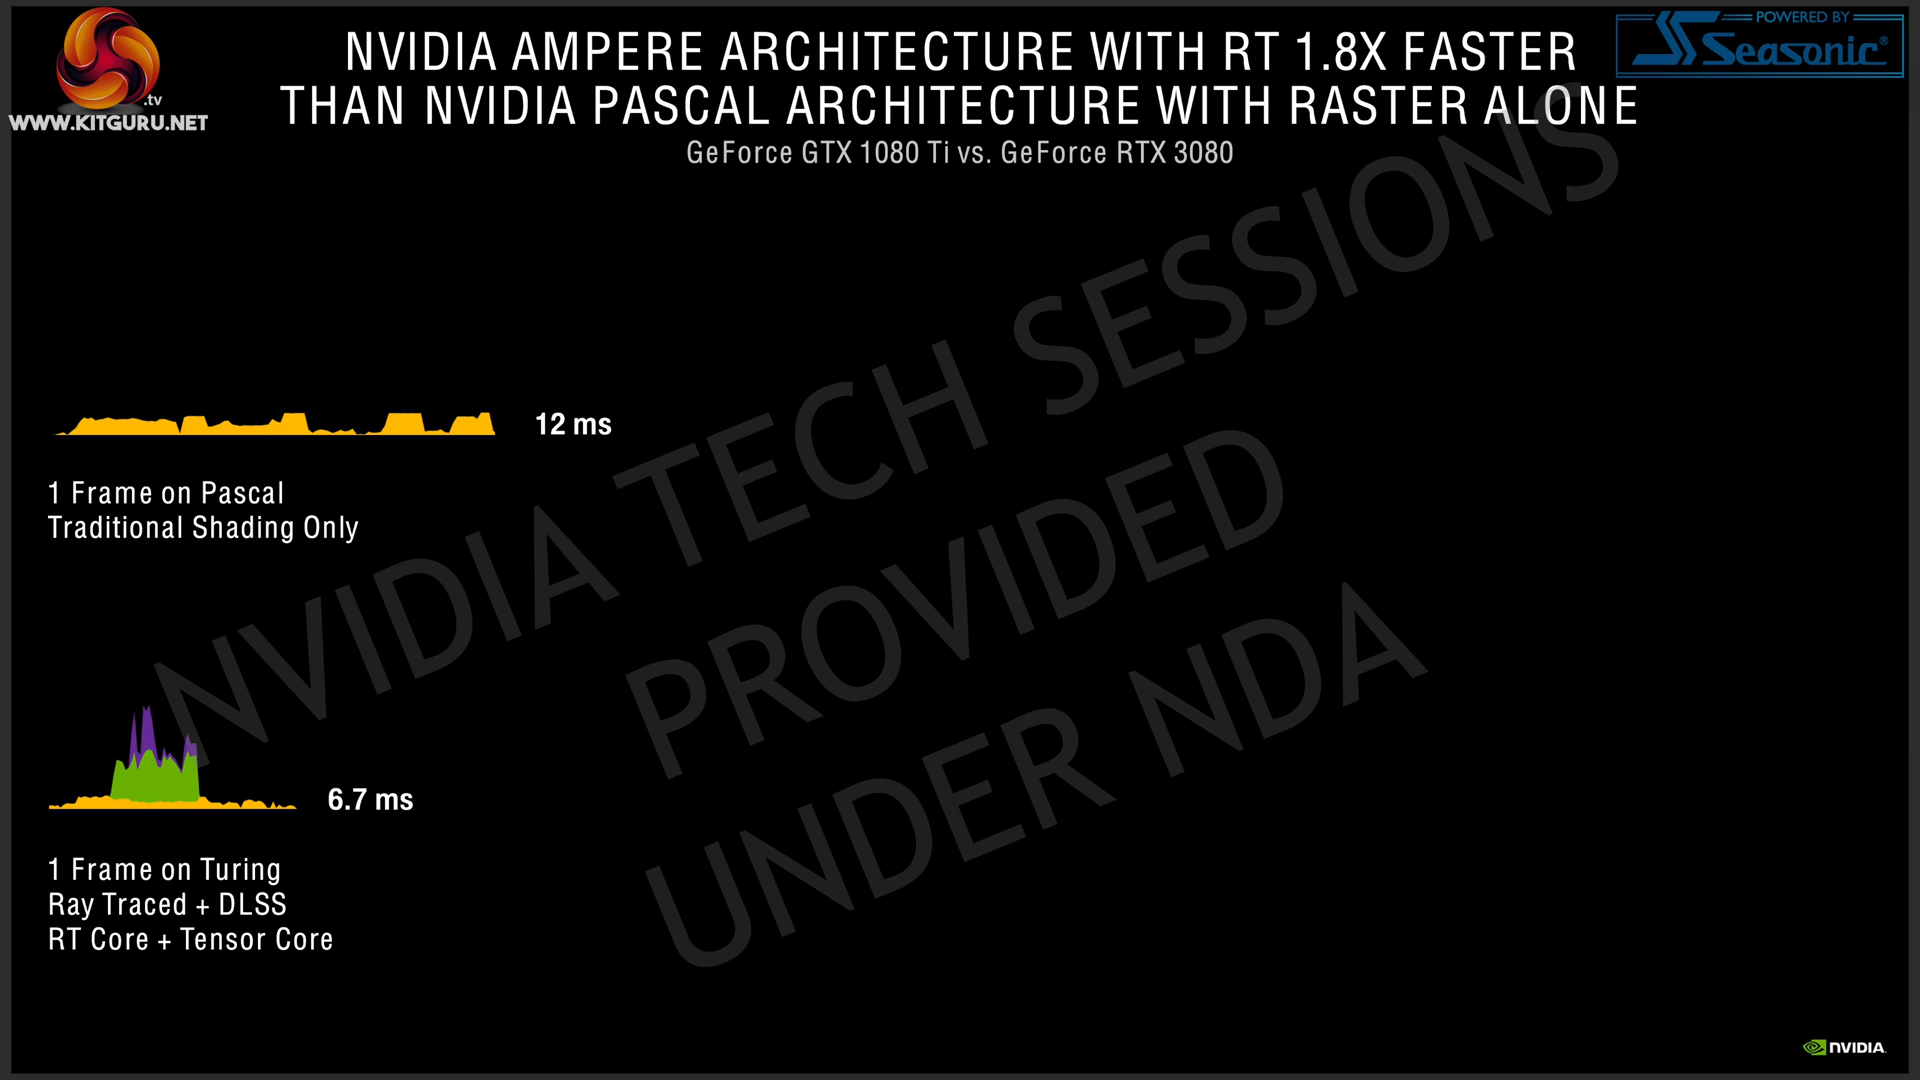 .tv
WWW.KITGURU.NET
NVIDIA AMPERE ARCHITECTURE WITH RT 1.8X FASTER
THAN NVIDIA PASCAL ARCHITECTURE WITH RASTER ALONE
GeForce GTX 1080 Ti vs. GeForce RTX 3080
POWERED BY
Seasonic®
12 ms
1 Frame on Pascal
Traditional Shading Only
6.7 ms
1 Frame on Turing
Ray Traced + DLSS
RT Core + Tensor Core
NVIDIA TECH SESSIONS
PROVIDED
UNDER NDA
NVIDIA.